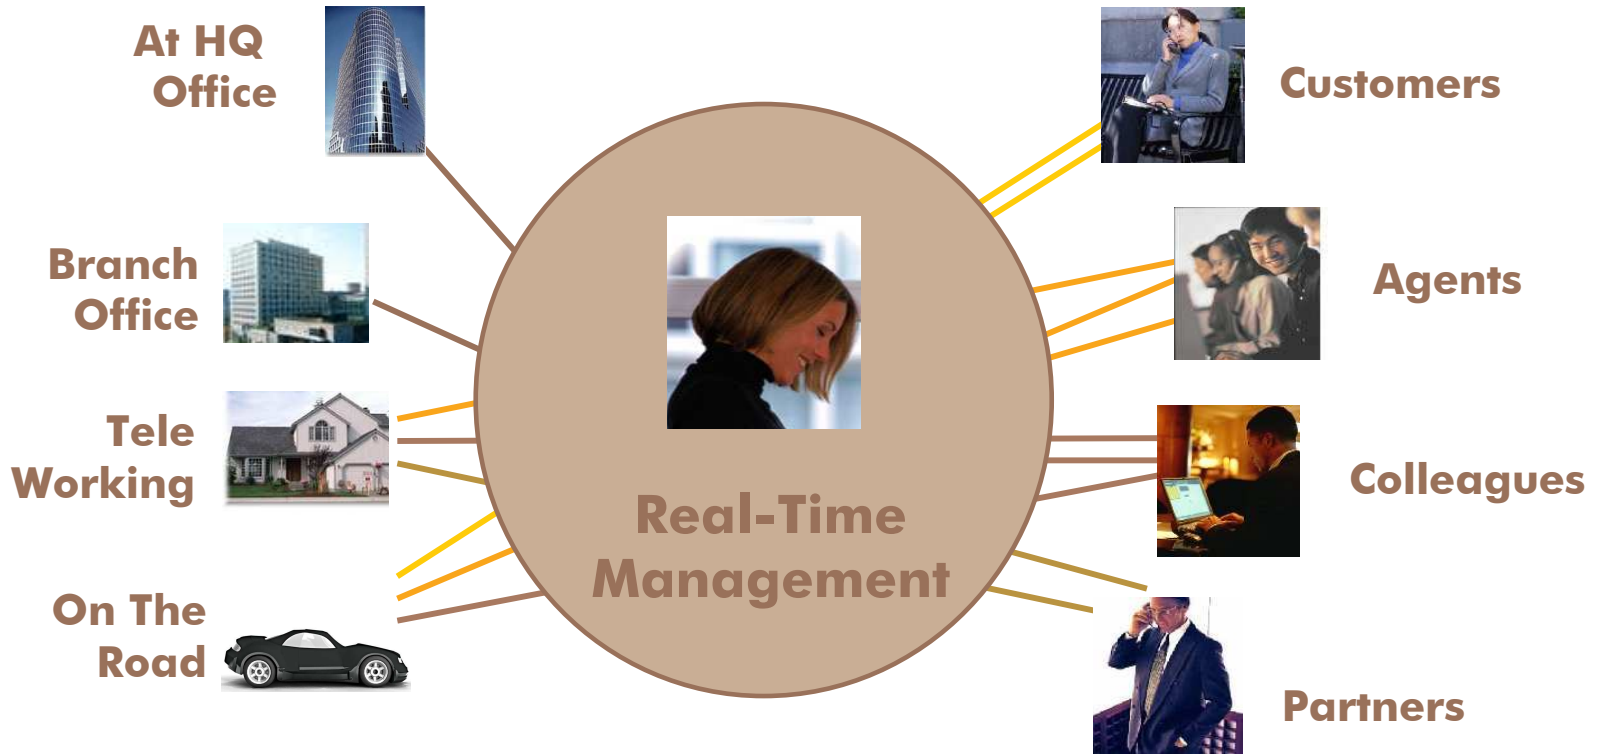 At HQ
Office
Branch
Office
Tele
Working
On The
Road
Real-Time
Management
Customers
Agents
Colleagues
Partners